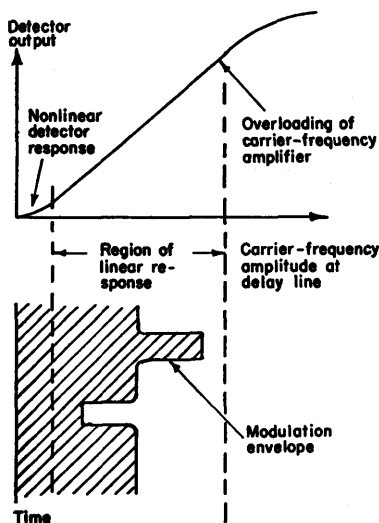 Detector
output
Nonlinear
detector
response
Overloading of
carrier-frequency
amplifier
Region of
linear re-
sponse
Carrier-frequency
amplitude at
delay line
Modulation
envelope
Time